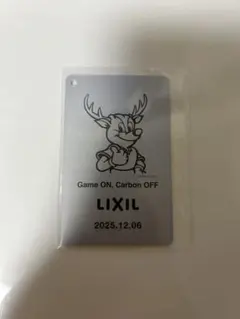 Game ON, Carbon OFF
LIXIL
2025.12.06